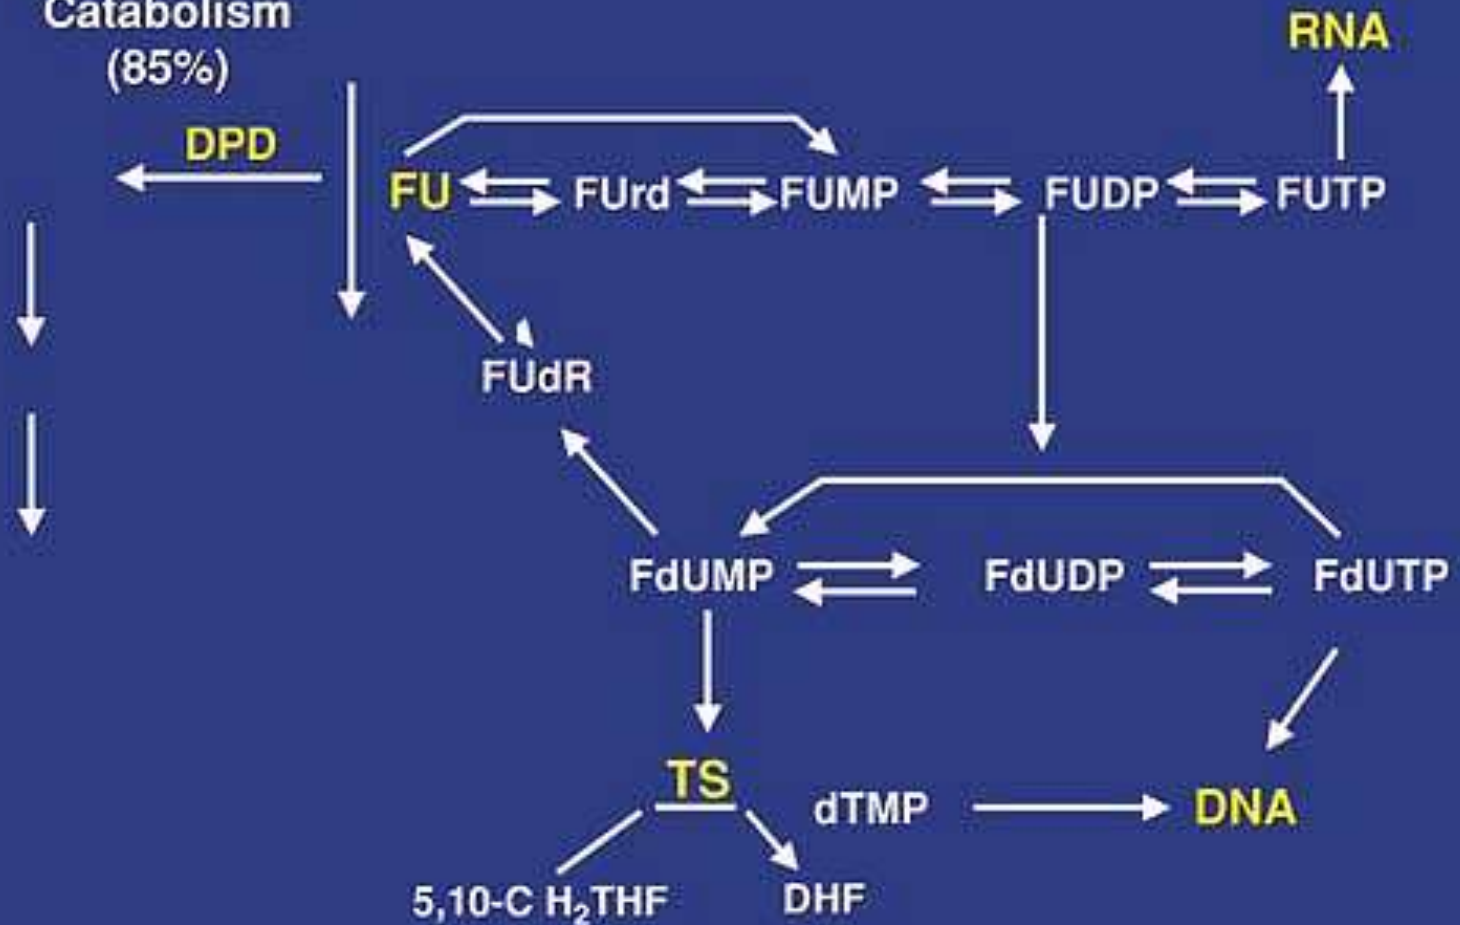 Catabolism
(85%)
RNA
DPD
FU FUrd FUMP FUDP FUTP
FUdR
FdUMP FdUDP FdUTP
TS
dTMP DNA
5,10-C H₂THF DHF